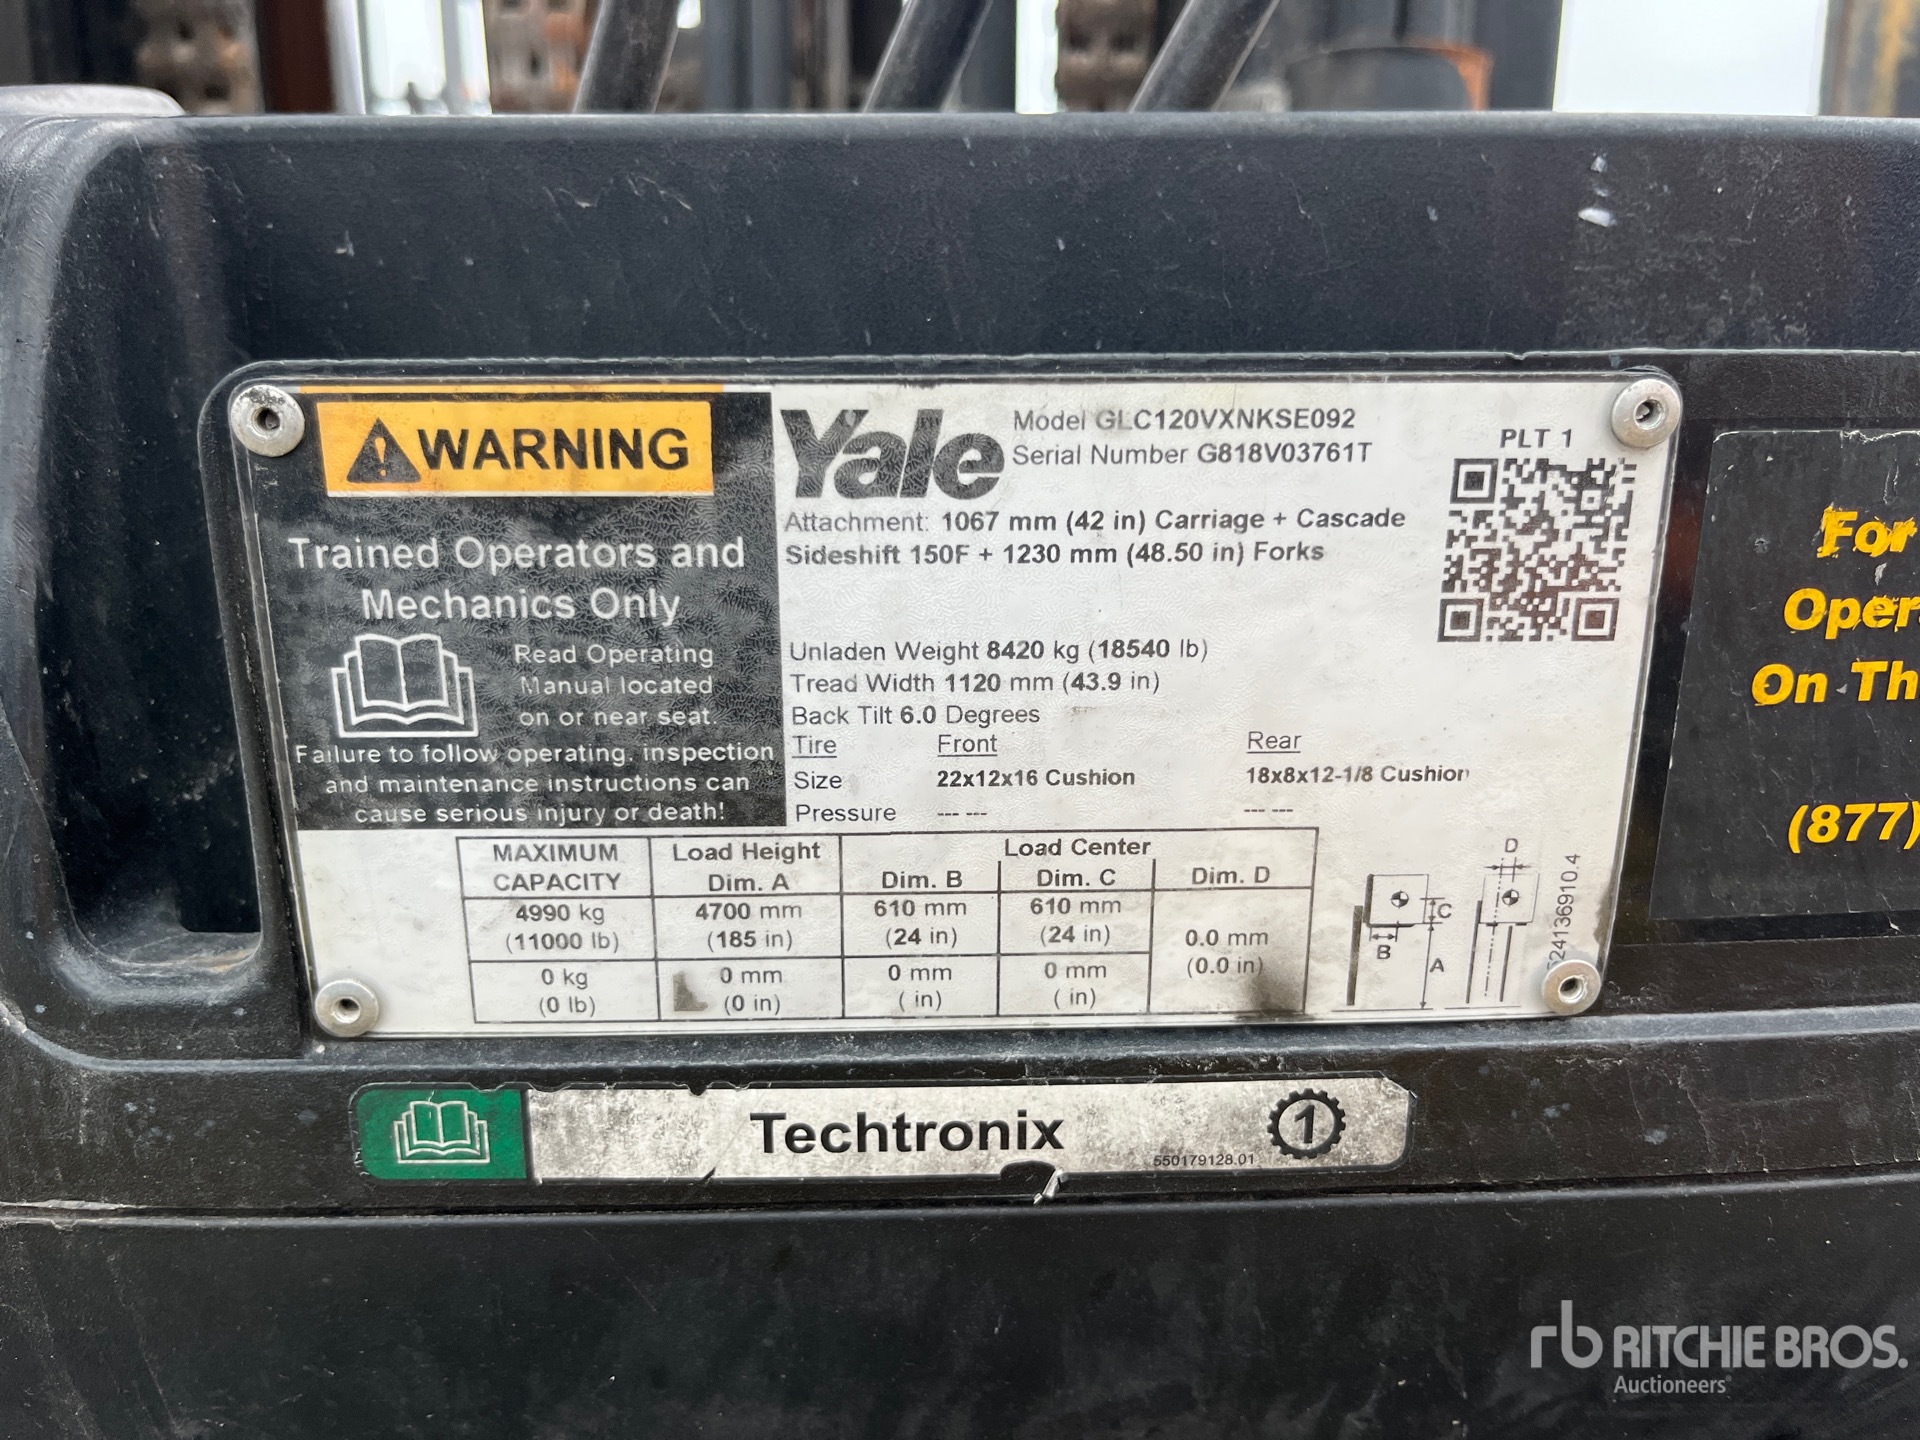 WARNING
Trained Operators and
Mechanics Only
Read Operating
Manual located
on or near seat.
Failure to follow operating, inspection
and maintenance instructions can
cause serious injury or death!
Yale
Model GLC120VXNKSE092
Serial Number G818V03761T
PLT 1
Attachment: 1067 mm (42 in) Carriage + Cascade
Sideshift 150F + 1230 mm (48.50 in) Forks
Unladen Weight 8420 kg (18540 lb)
Tread Width 1120 mm (43.9 in)
Back Tilt 6.0 Degrees
Tire Front Rear
Size 22x12x16 Cushion 18x8x12-1/8 Cushion
Pressure --- --- --- ---
MAXIMUM CAPACITY Load Height Dim. A Load Center
Dim. B Dim. C Dim. D
4990 kg 4700 mm 610 mm 610 mm
(11000 lb) (185 in) (24 in) (24 in)
0.0 mm
(0.0 in)
0 kg 0 mm 0 mm 0 mm
(0 lb) (0 in) ( in) ( in)
D
C
B
A
524136910.4
For
Oper
On Th
(877)
Techtronix
550179128.01
1
rb RITCHIE BROS.
Auctioneers